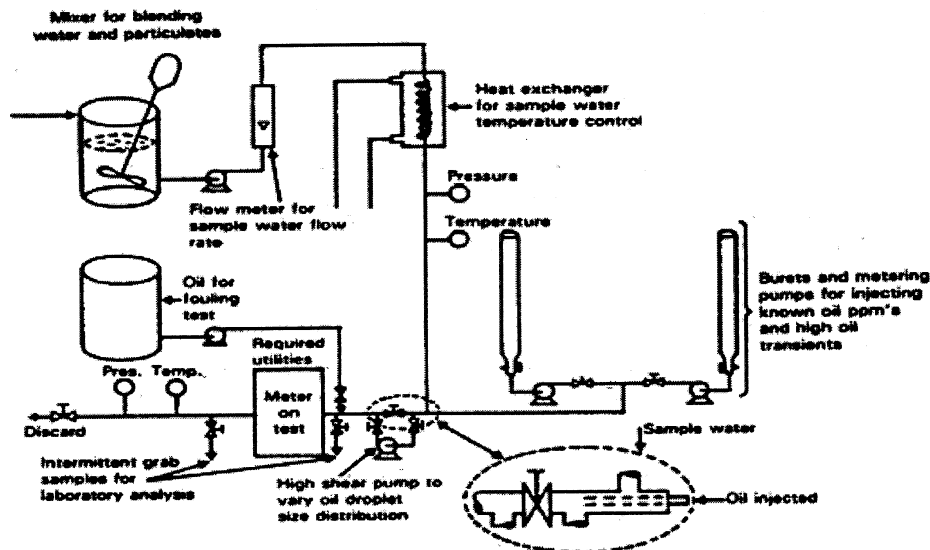 Mixer for blending
water and particulates
Heat exchanger
for sample water
temperature control
Pressure
Flow meter for
sample water flow
rate
Temperature
Oil for
fouling
test
Burets and metering
pumps for injecting
known oil ppm's
and high oil
transients
Required
utilities
Pres. Temp.
Meter
on
test
Discard
Sample water
Intermittent grab
samples for
laboratory analysis
High shear pump to
vary oil droplet
size distribution
Oil injected